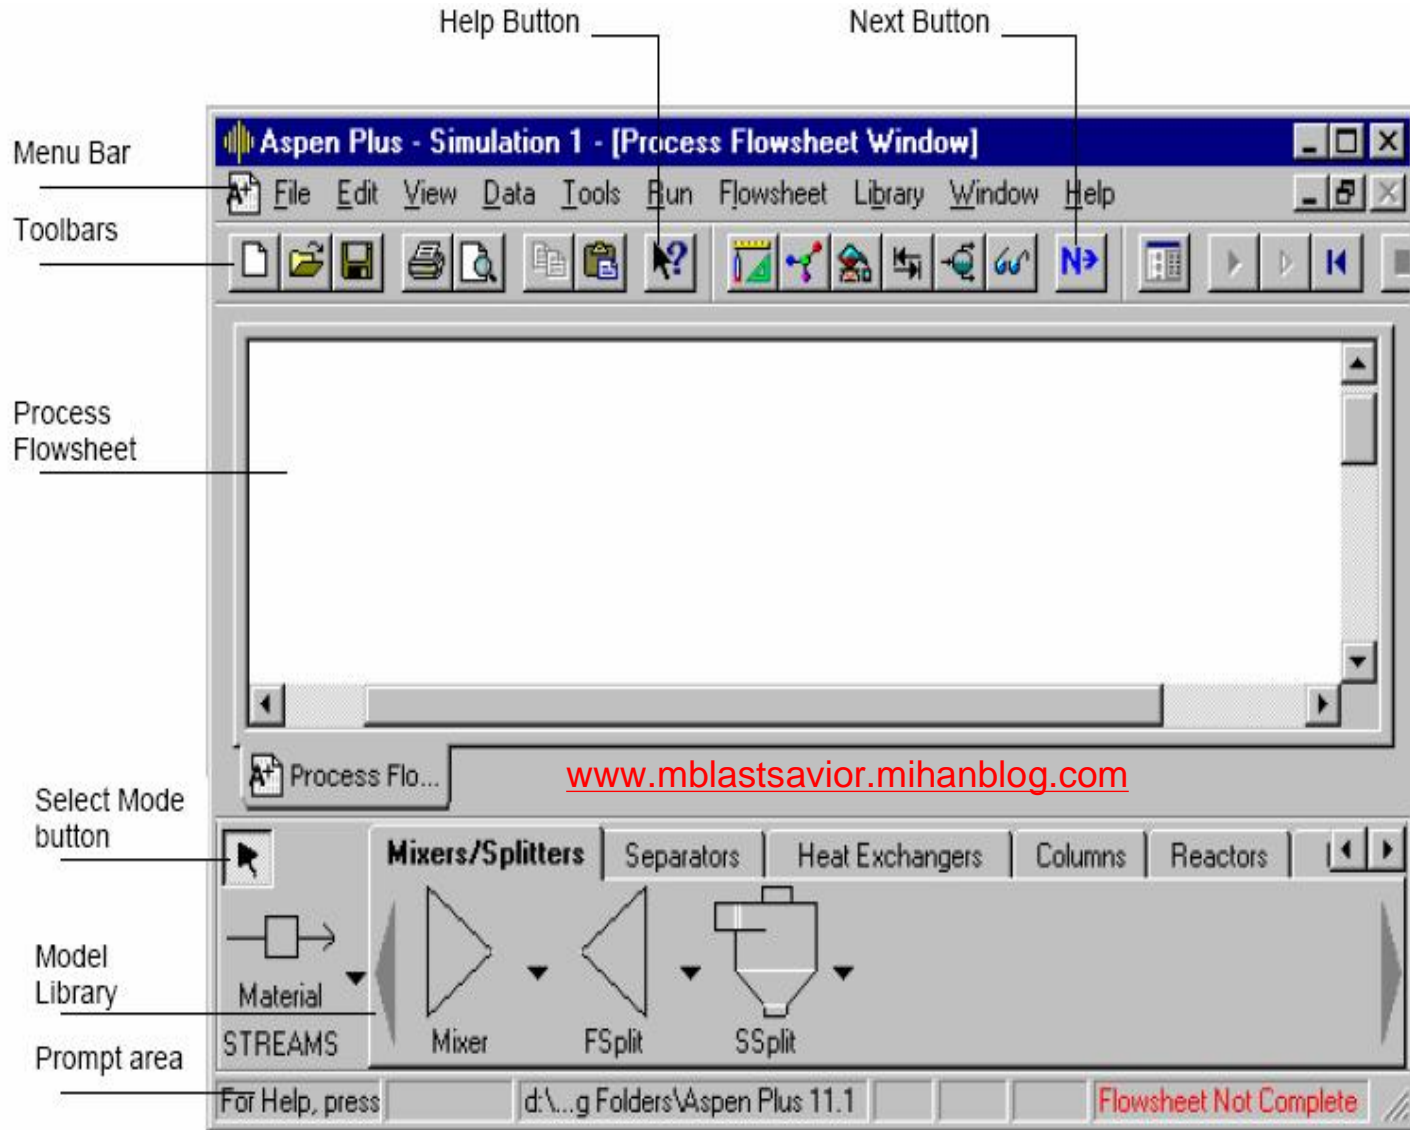 Help Button
Next Button
Menu Bar
Aspen Plus - Simulation 1 - [Process Flowsheet Window]
A+ File Edit View Data Tools Run Flowsheet Library Window Help
Toolbars
N
Process
Flowsheet
A+ Process Flo...
www.mblastsavior.mihanblog.com
Select Mode
button
Mixers/Splitters
Separators
Heat Exchangers
Columns
Reactors
Model
Library
Material
STREAMS
Mixer
FSplit
SSplit
Prompt area
For Help, press
d:\...g Folders\Aspen Plus 11.1
Flowsheet Not Complete